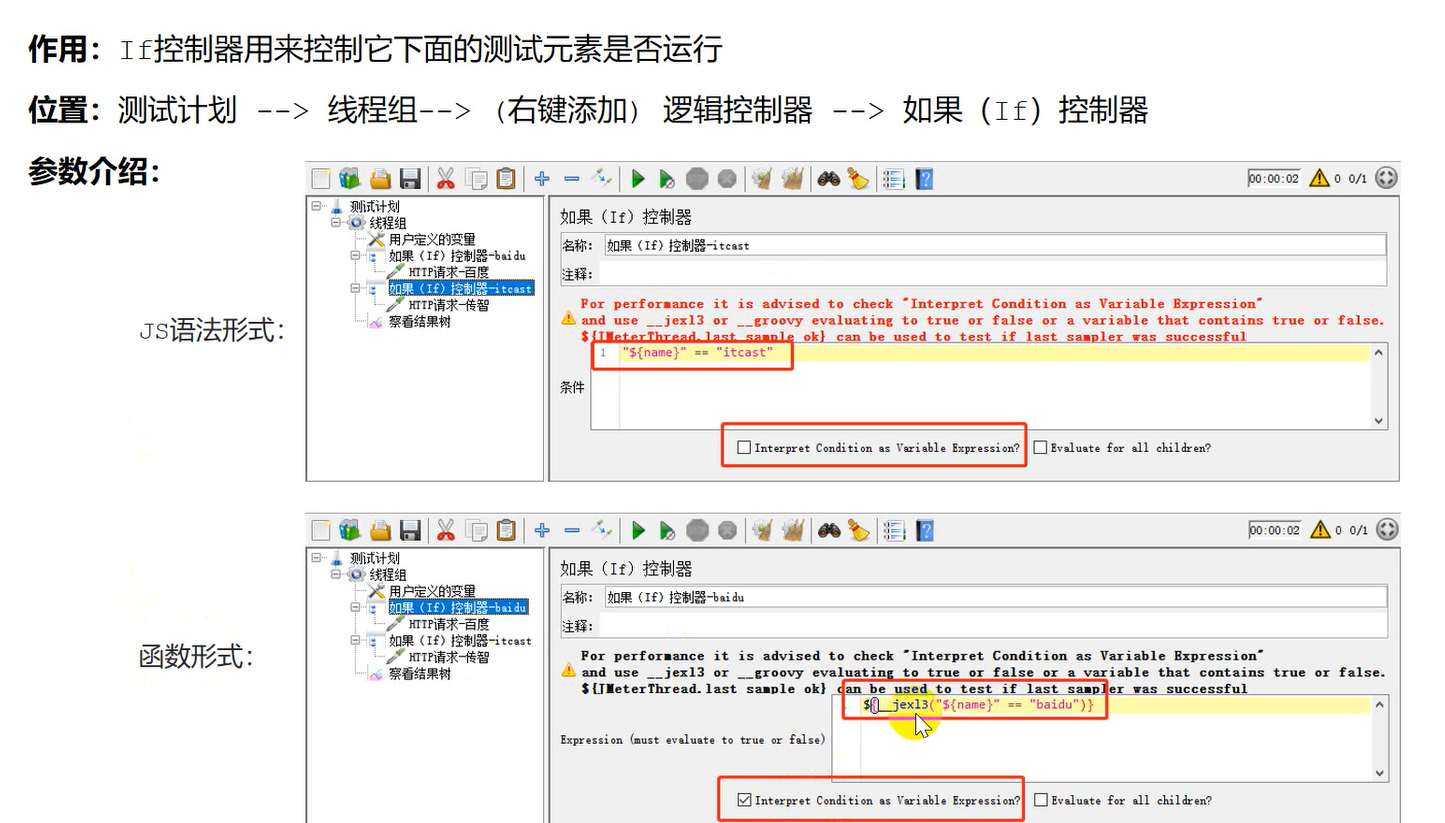 作用：If控制器用来控制它下面的测试元素是否运行
位置：测试计划 --> 线程组--> （右键添加） 逻辑控制器 --> 如果（If）控制器
参数介绍：
JS语法形式：
00:00:02 0 0/1
测试计划
线程组
用户定义的变量
如果（If）控制器-baidu
HTTP请求-百度
如果（If）控制器-itcast
HTTP请求-传智
察看结果树
如果（If）控制器
名称： 如果（If）控制器-itcast
注释：
For performance it is advised to check "Interpret Condition as Variable Expression"
and use __jexl3 or __groovy evaluating to true or false or a variable that contains true or false.
${JMeterThread.last_sample_ok} can be used to test if last sampler was successful
1 "${name}" == "itcast"
条件
Interpret Condition as Variable Expression? Evaluate for all children?
函数形式：
00:00:02 0 0/1
测试计划
线程组
用户定义的变量
如果（If）控制器-baidu
HTTP请求-百度
如果（If）控制器-itcast
HTTP请求-传智
察看结果树
如果（If）控制器
名称： 如果（If）控制器-baidu
注释：
For performance it is advised to check "Interpret Condition as Variable Expression"
and use __jexl3 or __groovy evaluating to true or false or a variable that contains true or false.
${JMeterThread.last_sample_ok} can be used to test if last sampler was successful
${__jexl3("${name}" == "baidu")}
Expression (must evaluate to true or false)
Interpret Condition as Variable Expression? Evaluate for all children?